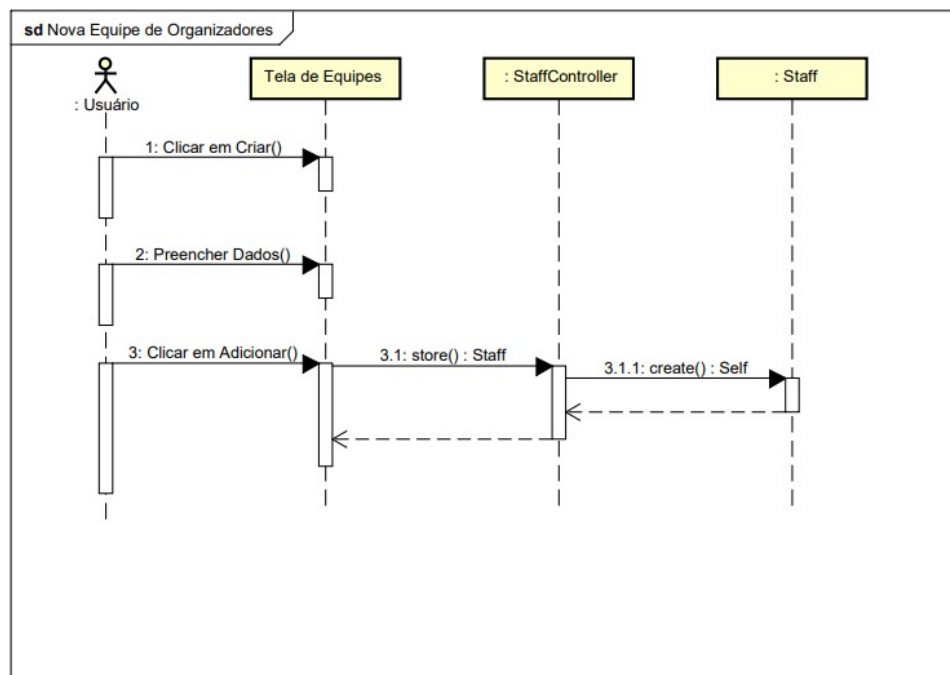 sd Nova Equipe de Organizadores
: Usuário
Tela de Equipes
: StaffController
: Staff
1: Clicar em Criar()
2: Preencher Dados()
3: Clicar em Adicionar()
3.1: store() : Staff
3.1.1: create() : Self